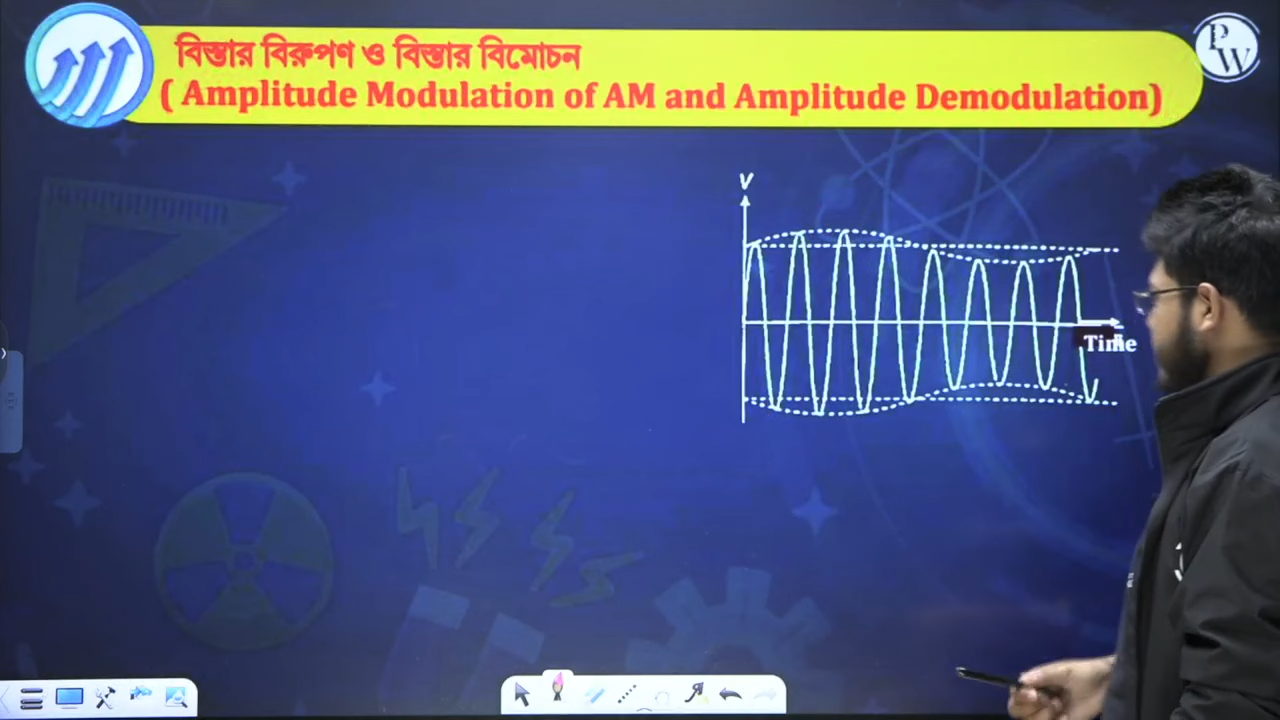 বিস্তার বিরুপণ ও বিস্তার বিমোচন
( Amplitude Modulation of AM and Amplitude Demodulation)
P
W
V
Time